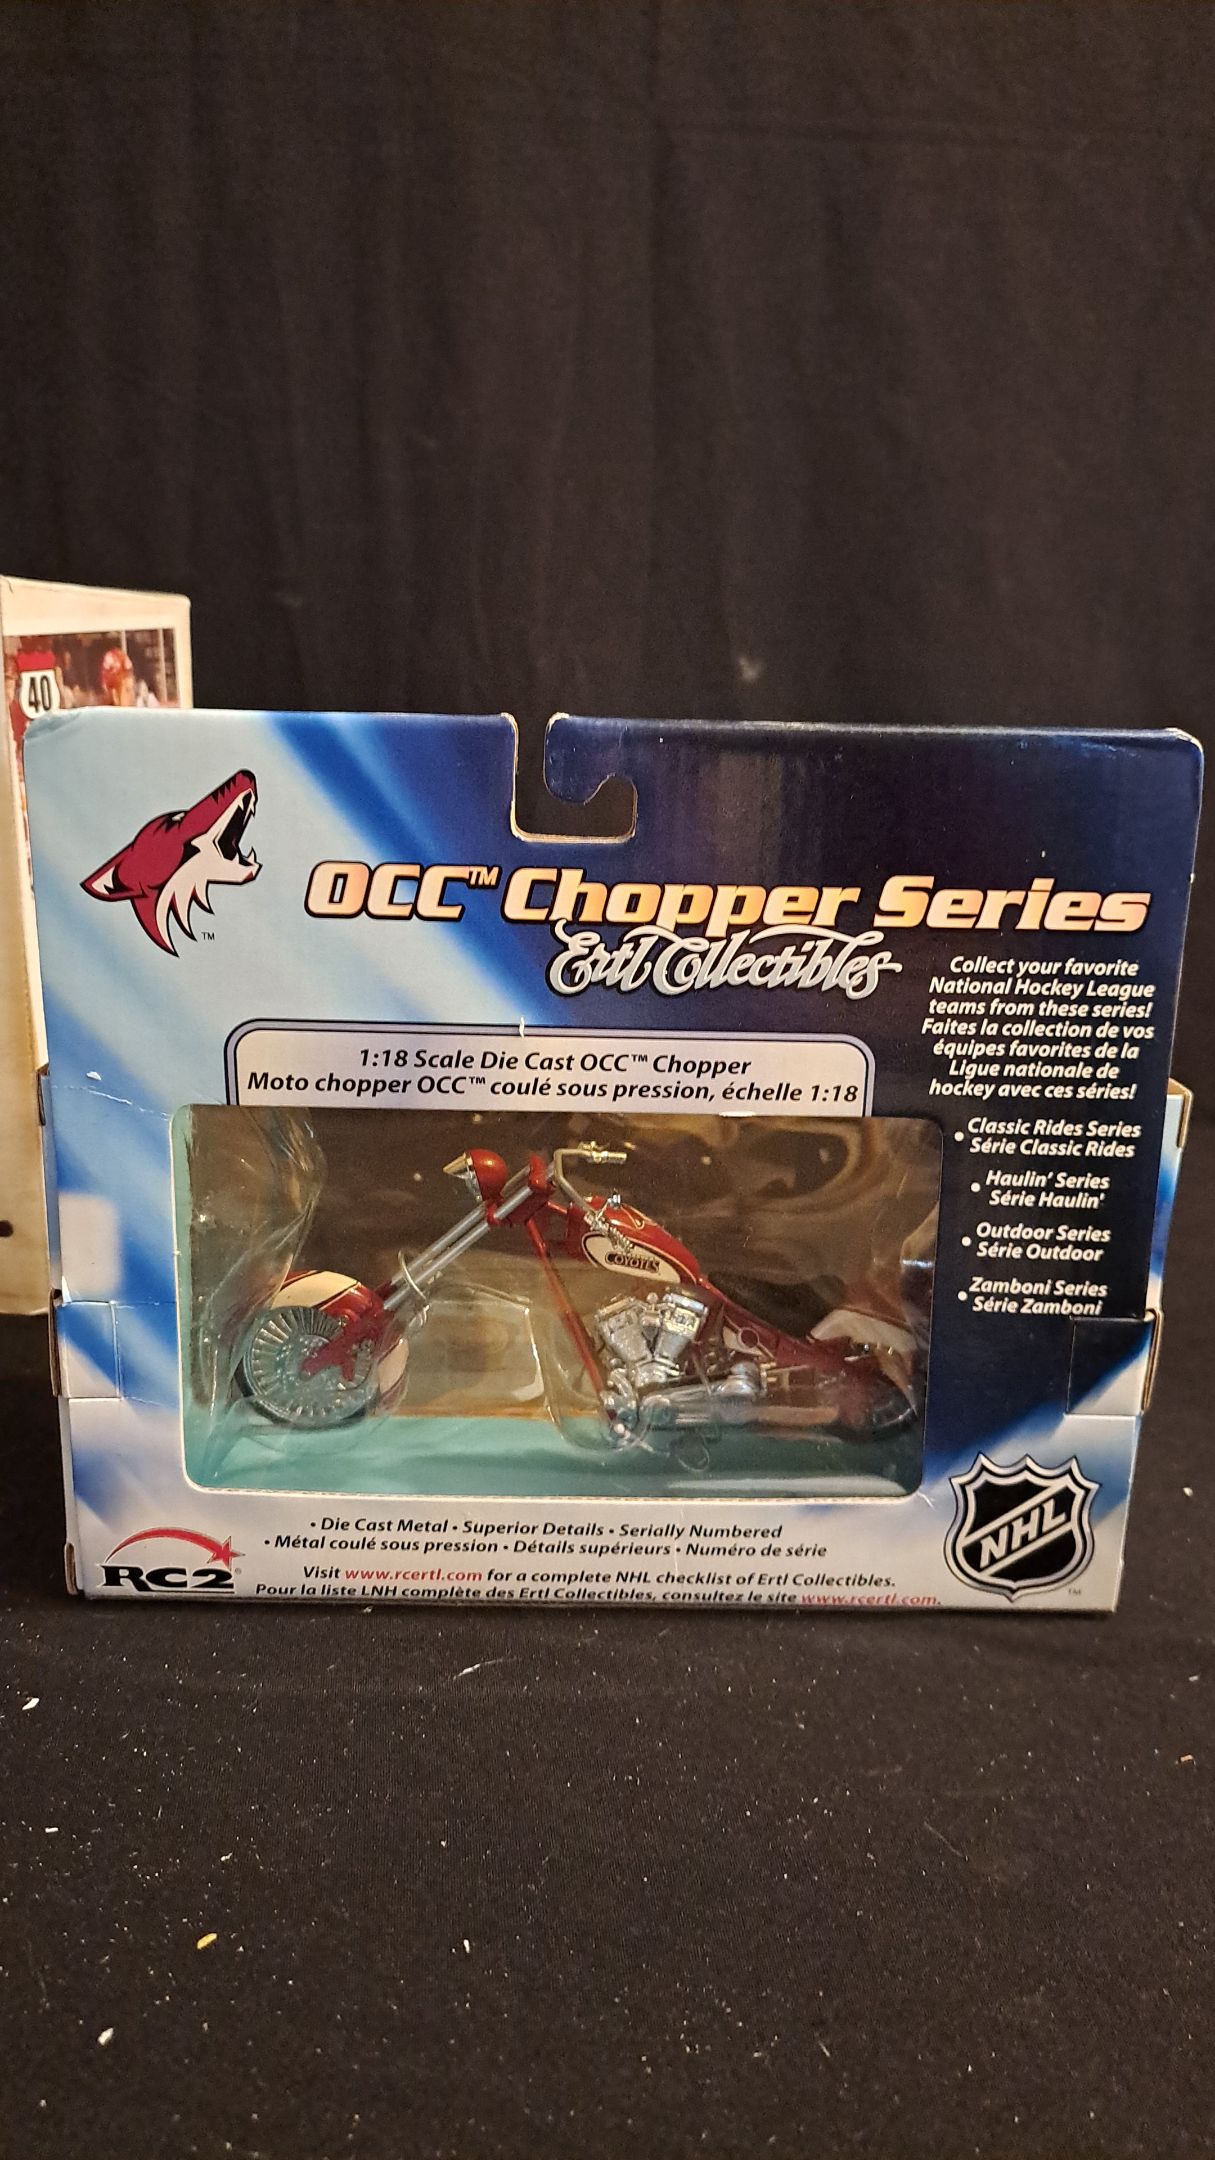 40
OCC™ Chopper Series
Ertl Collectibles
TM
Collect your favorite
National Hockey League
teams from these series!
Faites la collection de vos
équipes favorites de la
Ligue nationale de
hockey avec ces séries!
1:18 Scale Die Cast OCC™ Chopper
Moto chopper OCC™ coulé sous pression, échelle 1:18
• Classic Rides Series
Série Classic Rides
• Haulin' Series
Série Haulin'
• Outdoor Series
Série Outdoor
• Zamboni Series
Série Zamboni
COYOTES
NHL
TM
• Die Cast Metal • Superior Details • Serially Numbered
• Métal coulé sous pression • Détails supérieurs • Numéro de série
RC2®
Visit www.rcertl.com for a complete NHL checklist of Ertl Collectibles.
Pour la liste LNH complète des Ertl Collectibles, consultez le site www.rcertl.com.